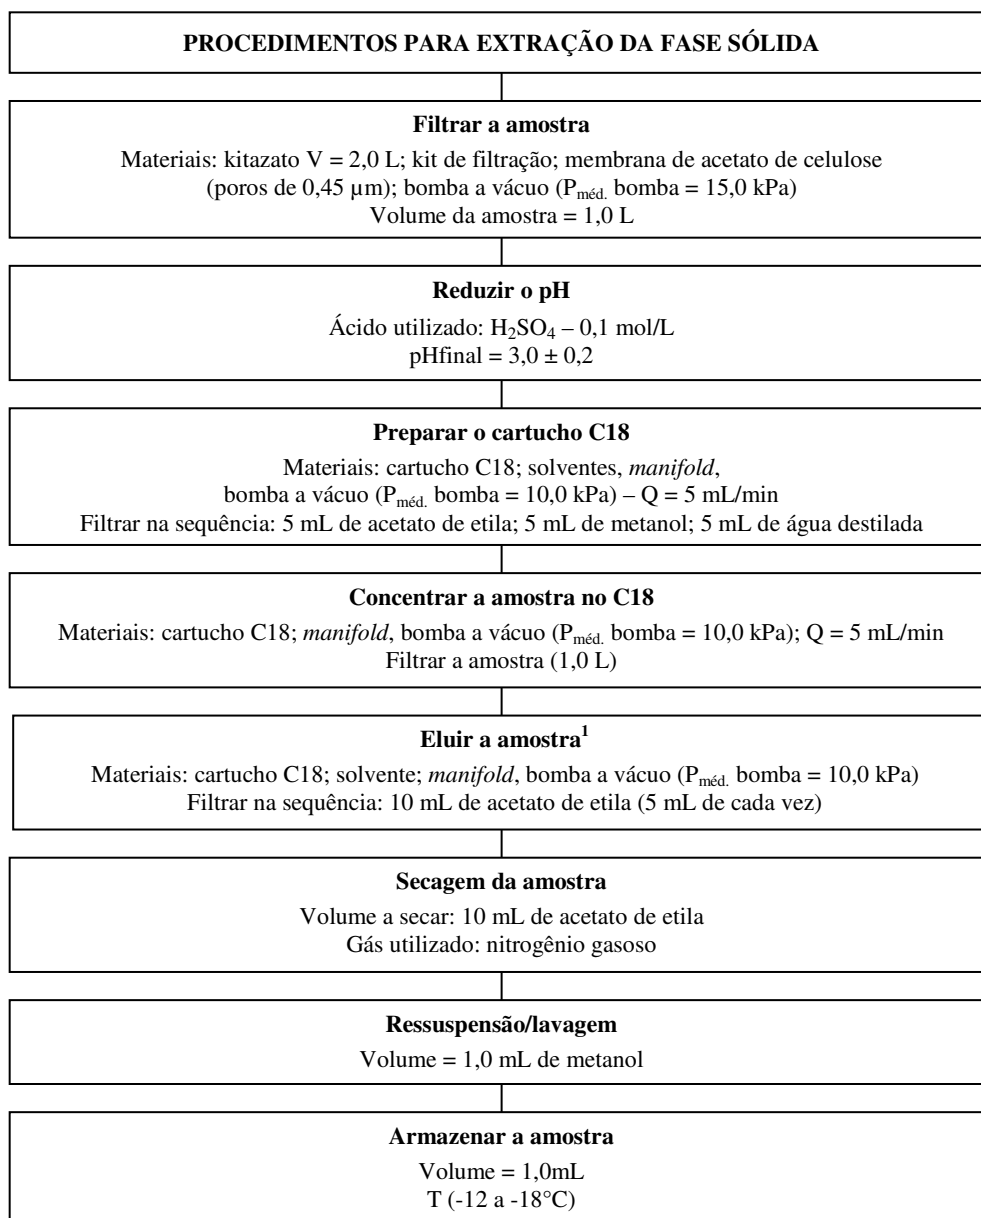 PROCEDIMENTOS PARA EXTRAÇÃO DA FASE SÓLIDA
Filtrar a amostra
Materiais: kitazato V = 2,0 L; kit de filtração; membrana de acetato de celulose
(poros de 0,45 µm); bomba a vácuo (Pméd. bomba = 15,0 kPa)
Volume da amostra = 1,0 L
Reduzir o pH
Ácido utilizado: H₂SO₄ – 0,1 mol/L
pHfinal = 3,0 ± 0,2
Preparar o cartucho C18
Materiais: cartucho C18; solventes, manifold,
bomba a vácuo (Pméd. bomba = 10,0 kPa) – Q = 5 mL/min
Filtrar na sequência: 5 mL de acetato de etila; 5 mL de metanol; 5 mL de água destilada
Concentrar a amostra no C18
Materiais: cartucho C18; manifold, bomba a vácuo (Pméd. bomba = 10,0 kPa); Q = 5 mL/min
Filtrar a amostra (1,0 L)
Eluir a amostra¹
Materiais: cartucho C18; solvente; manifold, bomba a vácuo (Pméd. bomba = 10,0 kPa)
Filtrar na sequência: 10 mL de acetato de etila (5 mL de cada vez)
Secagem da amostra
Volume a secar: 10 mL de acetato de etila
Gás utilizado: nitrogênio gasoso
Ressuspensão/lavagem
Volume = 1,0 mL de metanol
Armazenar a amostra
Volume = 1,0mL
T (-12 a -18°C)